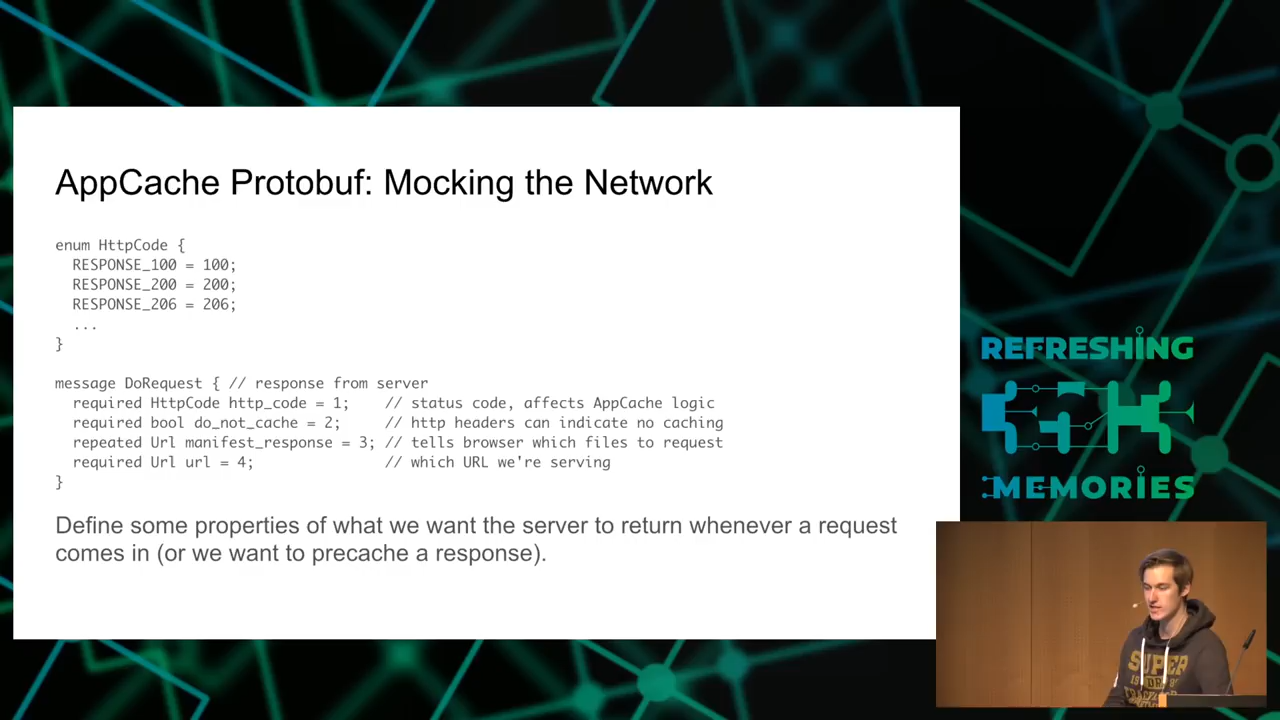 AppCache Protobuf: Mocking the Network
enum HttpCode {
  RESPONSE_100 = 100;
  RESPONSE_200 = 200;
  RESPONSE_206 = 206;
  ...
}
message DoRequest { // response from server
  required HttpCode http_code = 1;    // status code, affects AppCache logic
  required bool do_not_cache = 2;     // http headers can indicate no caching
  repeated Url manifest_response = 3; // tells browser which files to request
  required Url url = 4;               // which URL we're serving
}
Define some properties of what we want the server to return whenever a request
comes in (or we want to precache a response).
REFRESHING
MEMORIES
SUPER